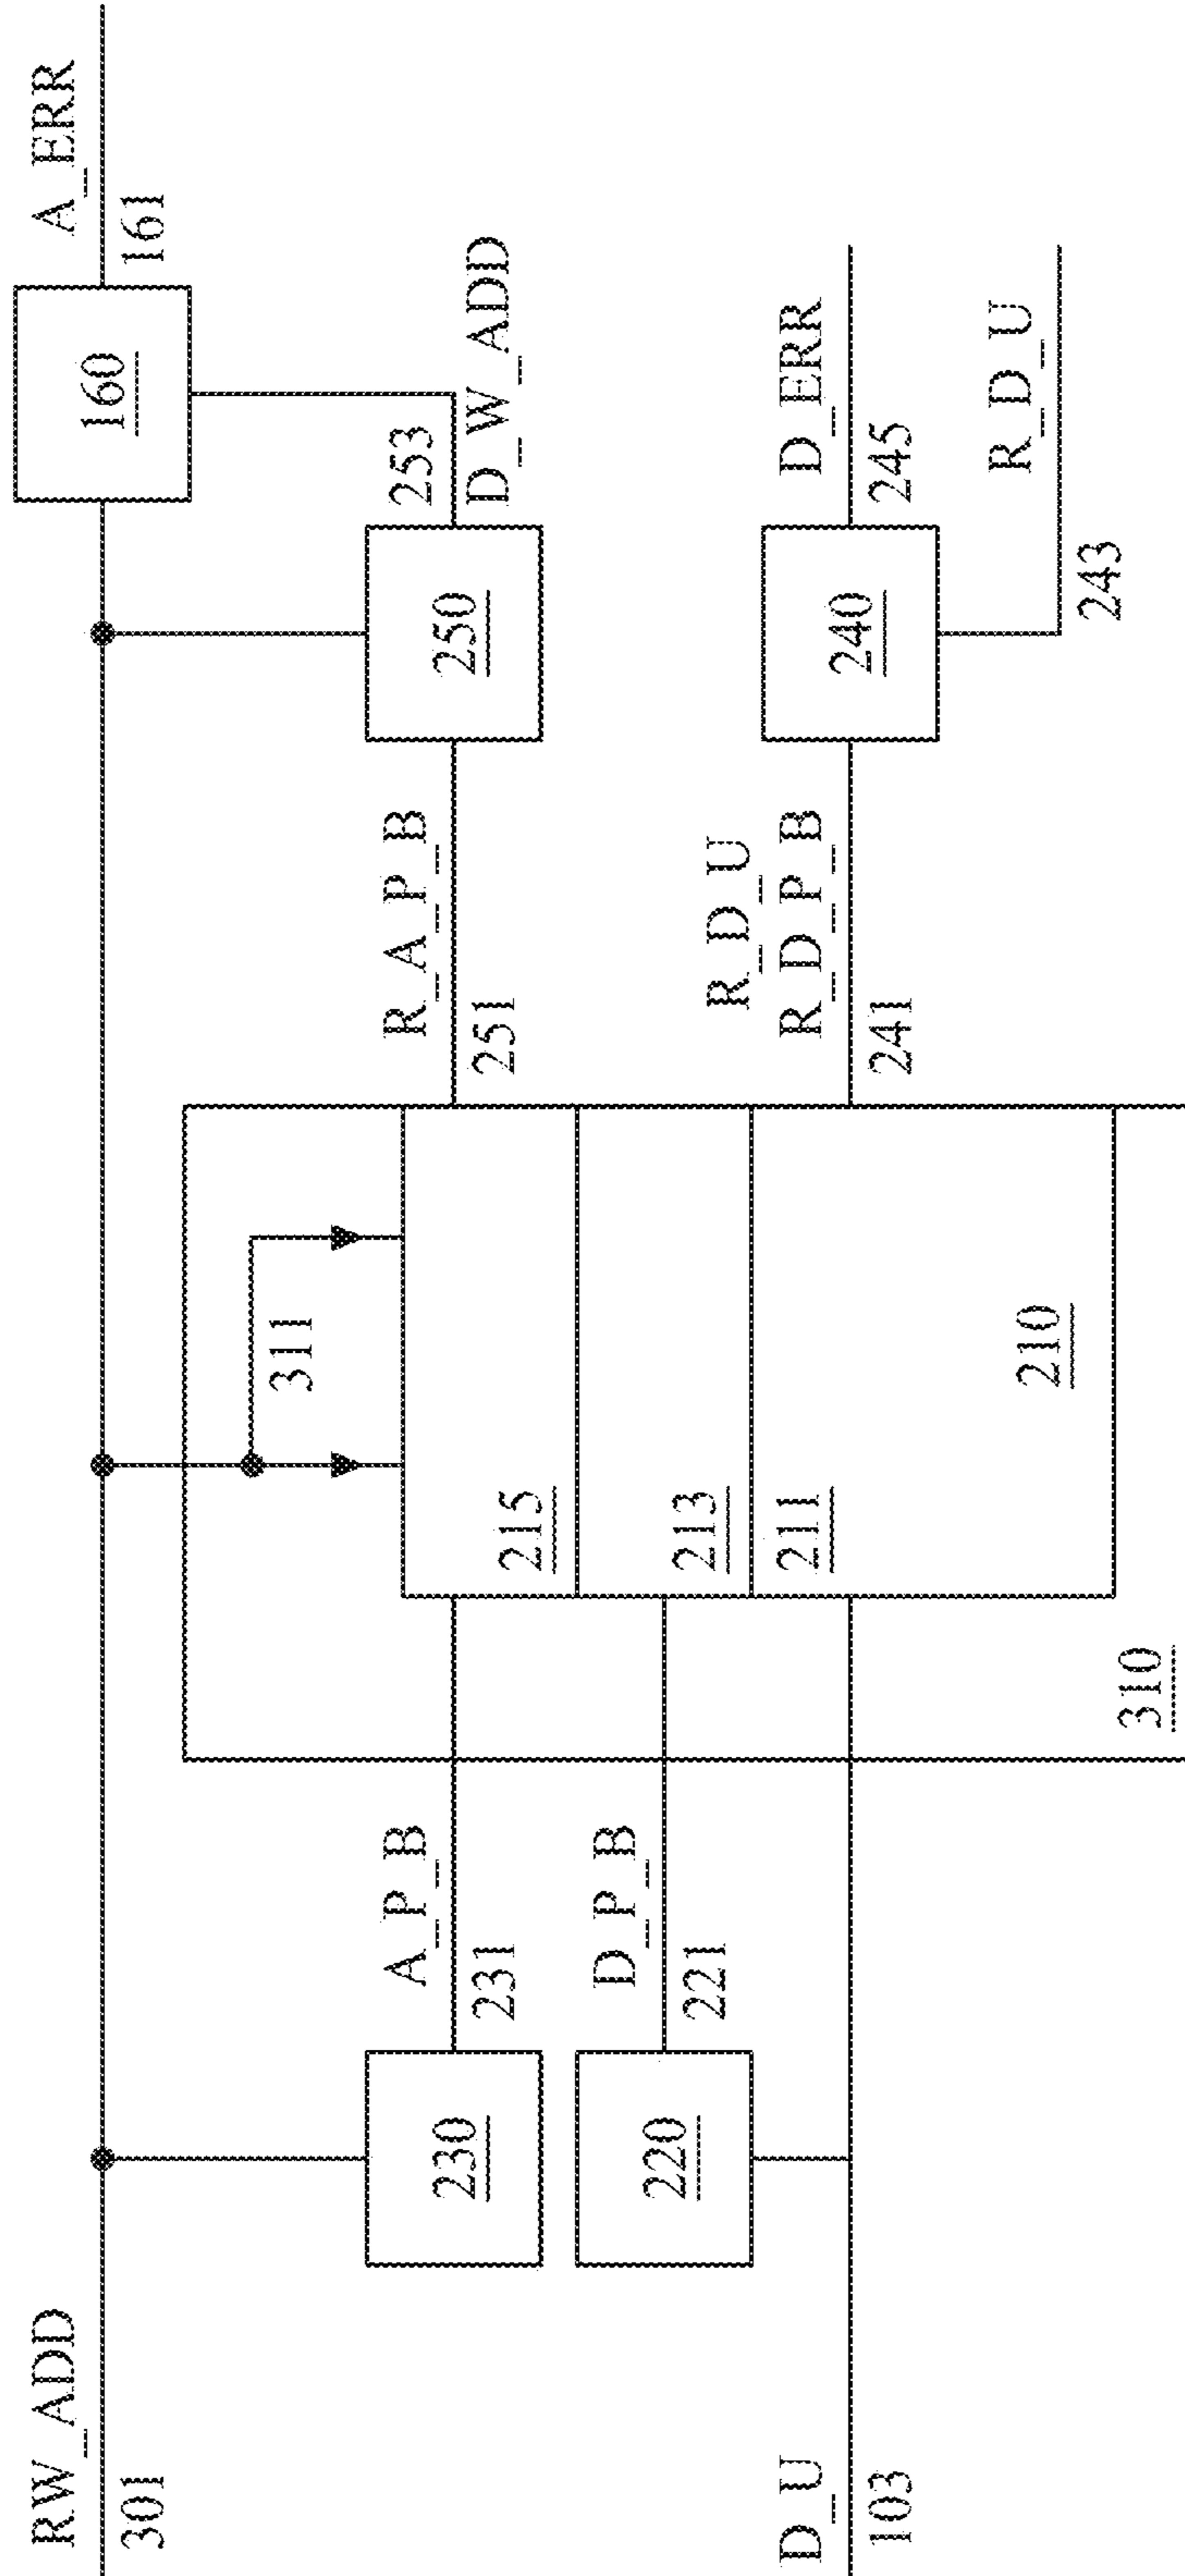 RW_ADD
301
A_ERR
161
160
253
D_W_ADD
250
R_A_P_B
251
311
215
213
211
210
310
A_P_B
231
230
D_P_B
221
220
D_U
103
R_D_U
R_D_P_B
241
240
D_ERR
245
R_D_U
243